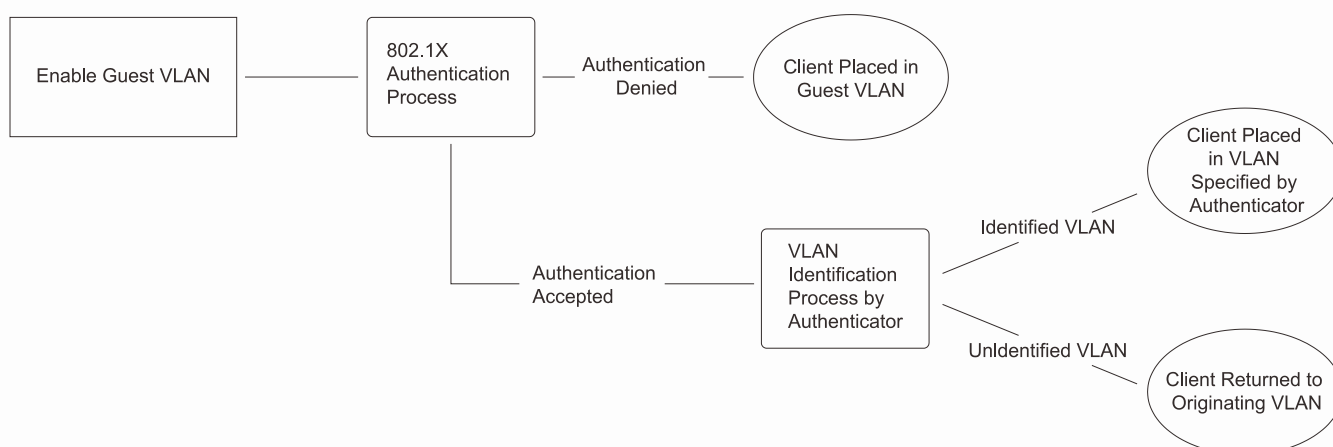 Enable Guest VLAN
802.1X
Authentication
Process
Authentication
Denied
Client Placed in
Guest VLAN
Client Placed
in VLAN
Specified by
Authenticator
Identified VLAN
VLAN
Identification
Process by
Authenticator
Authentication
Accepted
UnIdentified VLAN
Client Returned to
Originating VLAN